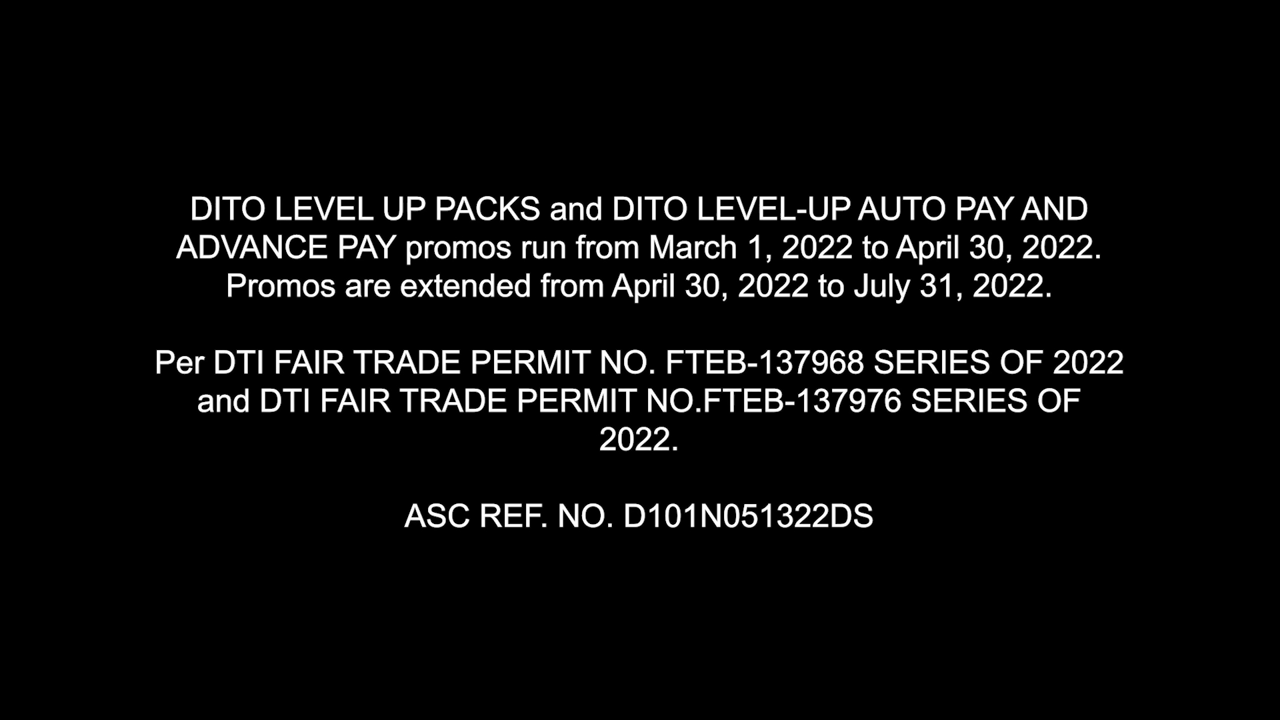 DITO LEVEL UP PACKS and DITO LEVEL-UP AUTO PAY AND
ADVANCE PAY promos run from March 1, 2022 to April 30, 2022.
Promos are extended from April 30, 2022 to July 31, 2022.
Per DTI FAIR TRADE PERMIT NO. FTEB-137968 SERIES OF 2022
and DTI FAIR TRADE PERMIT NO.FTEB-137976 SERIES OF
2022.
ASC REF. NO. D101N051322DS